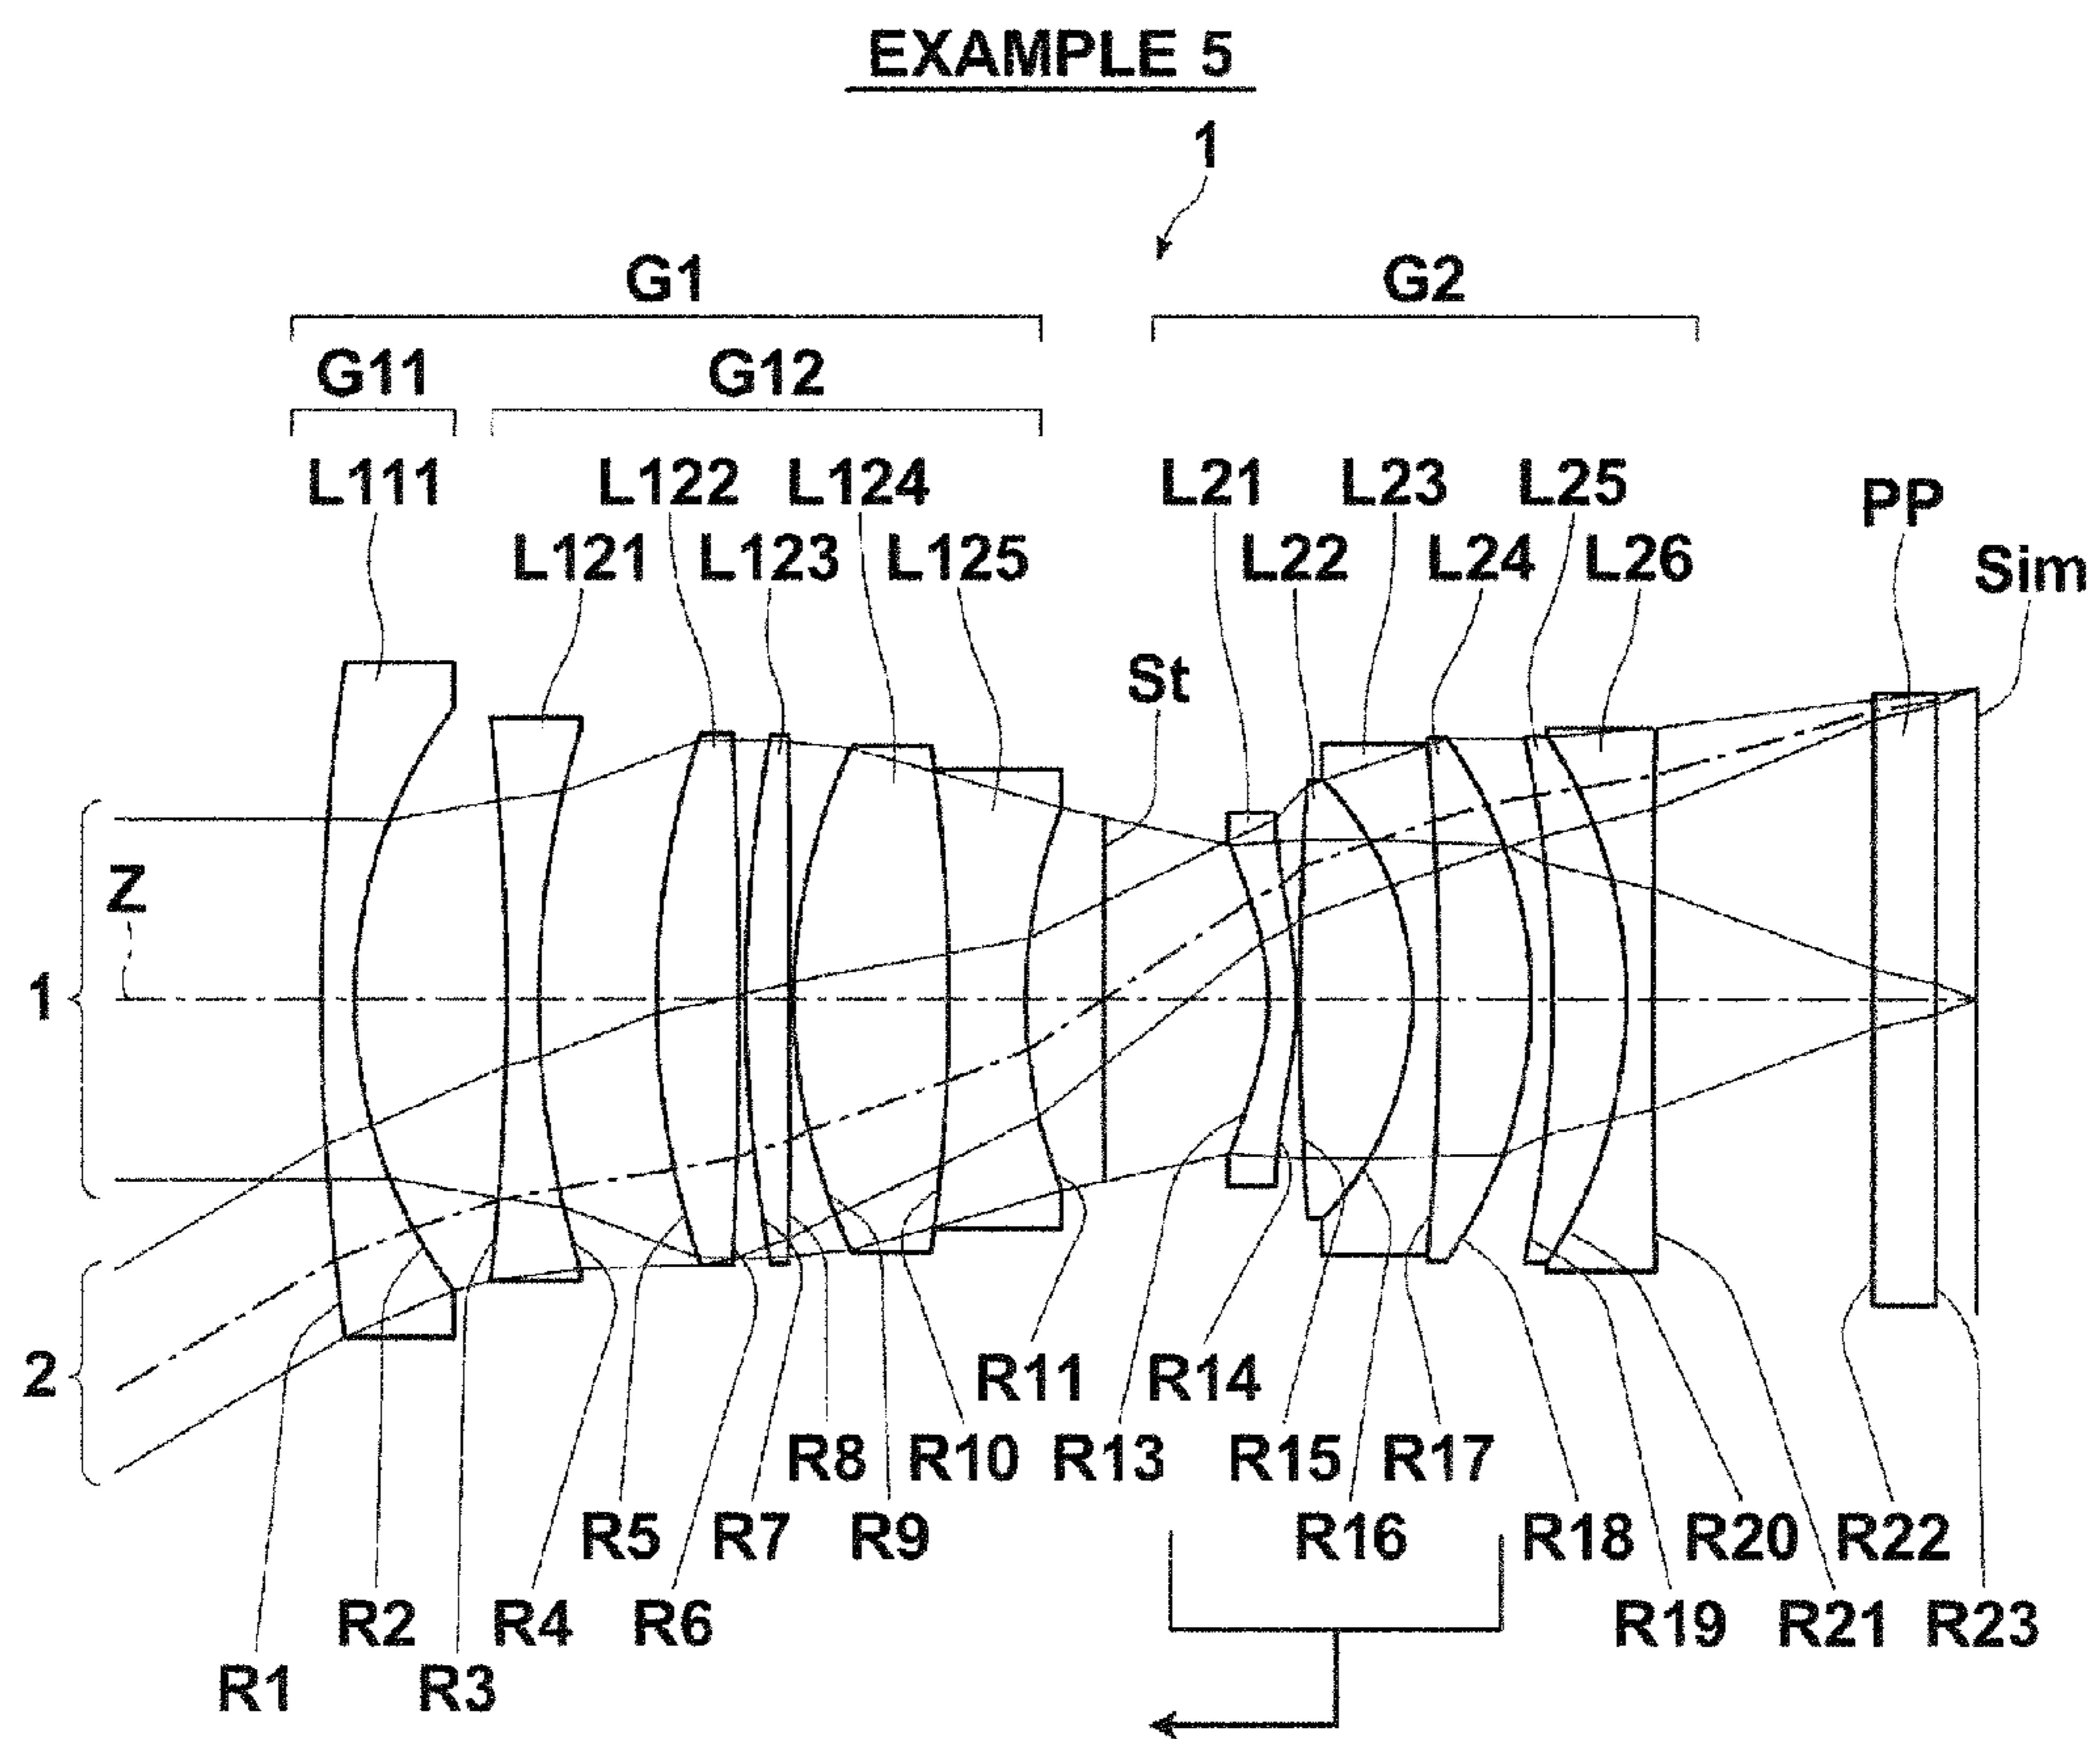 EXAMPLE 5
1
G1 G2
G11 G12
L111 L122 L124 L21 L23 L25 PP
L121 L123 L125 L22 L24 L26 Sim
St
Z
1
2
R11 R14
R8 R10 R13 R15 R17
R5 R7 R9 R16 R18 R20 R22
R2 R4 R6 R19 R21 R23
R1 R3